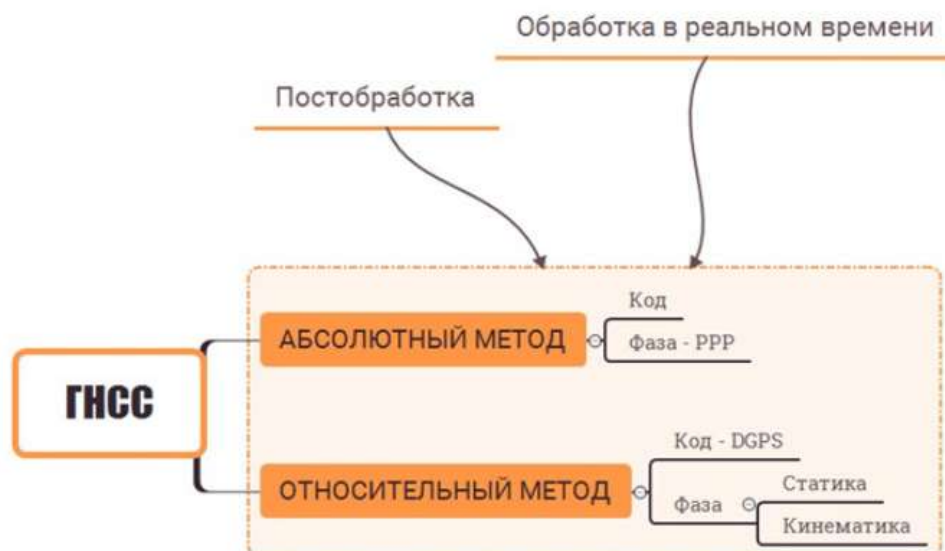 Обработка в реальном времени
Постобработка
Код
АБСОЛЮТНЫЙ МЕТОД
Фаза - PPP
ГНСС
Код - DGPS
ОТНОСИТЕЛЬНЫЙ МЕТОД
Статика
Фаза
Кинематика